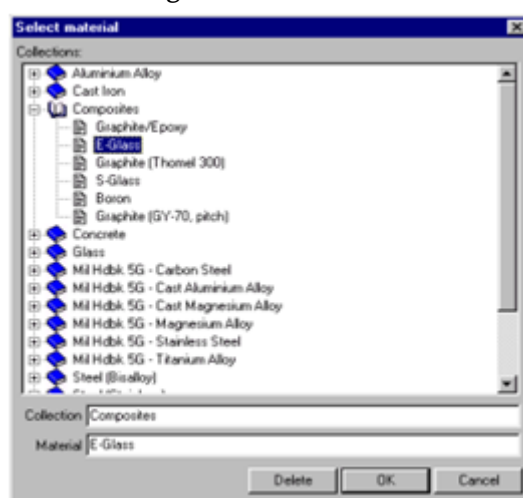 Select material
Collections:
Aluminium Alloy
Cast Iron
Composites
Graphite/Epoxy
E-Glass
Graphite (Thornel 300)
S-Glass
Boron
Graphite (GY-70, pitch)
Concrete
Glass
Mil Hdbk 5G - Carbon Steel
Mil Hdbk 5G - Cast Aluminium Alloy
Mil Hdbk 5G - Cast Magnesium Alloy
Mil Hdbk 5G - Magnesium Alloy
Mil Hdbk 5G - Stainless Steel
Mil Hdbk 5G - Titanium Alloy
Steel (Bisalloy)
Collection Composites
Material E-Glass
Delete OK Cancel